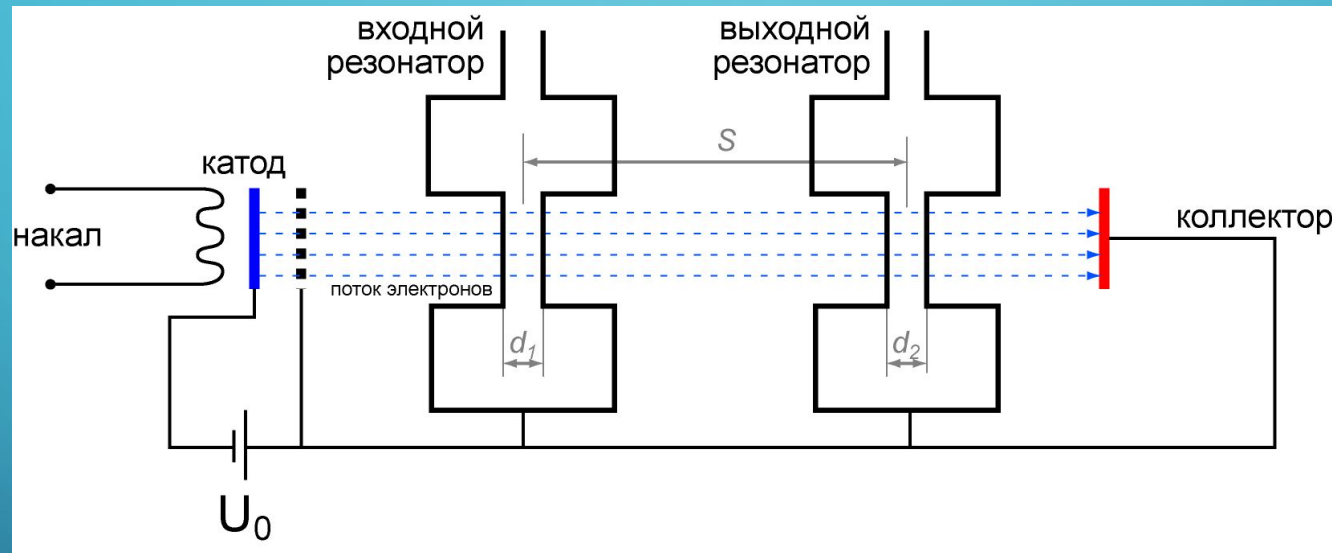 входной
резонатор
выходной
резонатор
S
катод
накал
коллектор
поток электронов
d₁
d₂
U₀